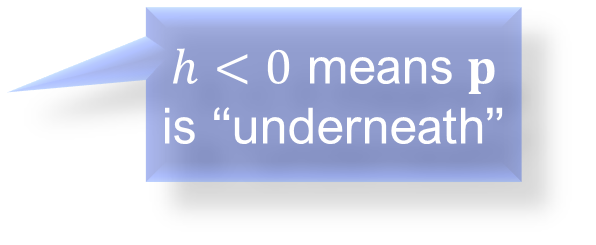 h < 0 means p
is “underneath”